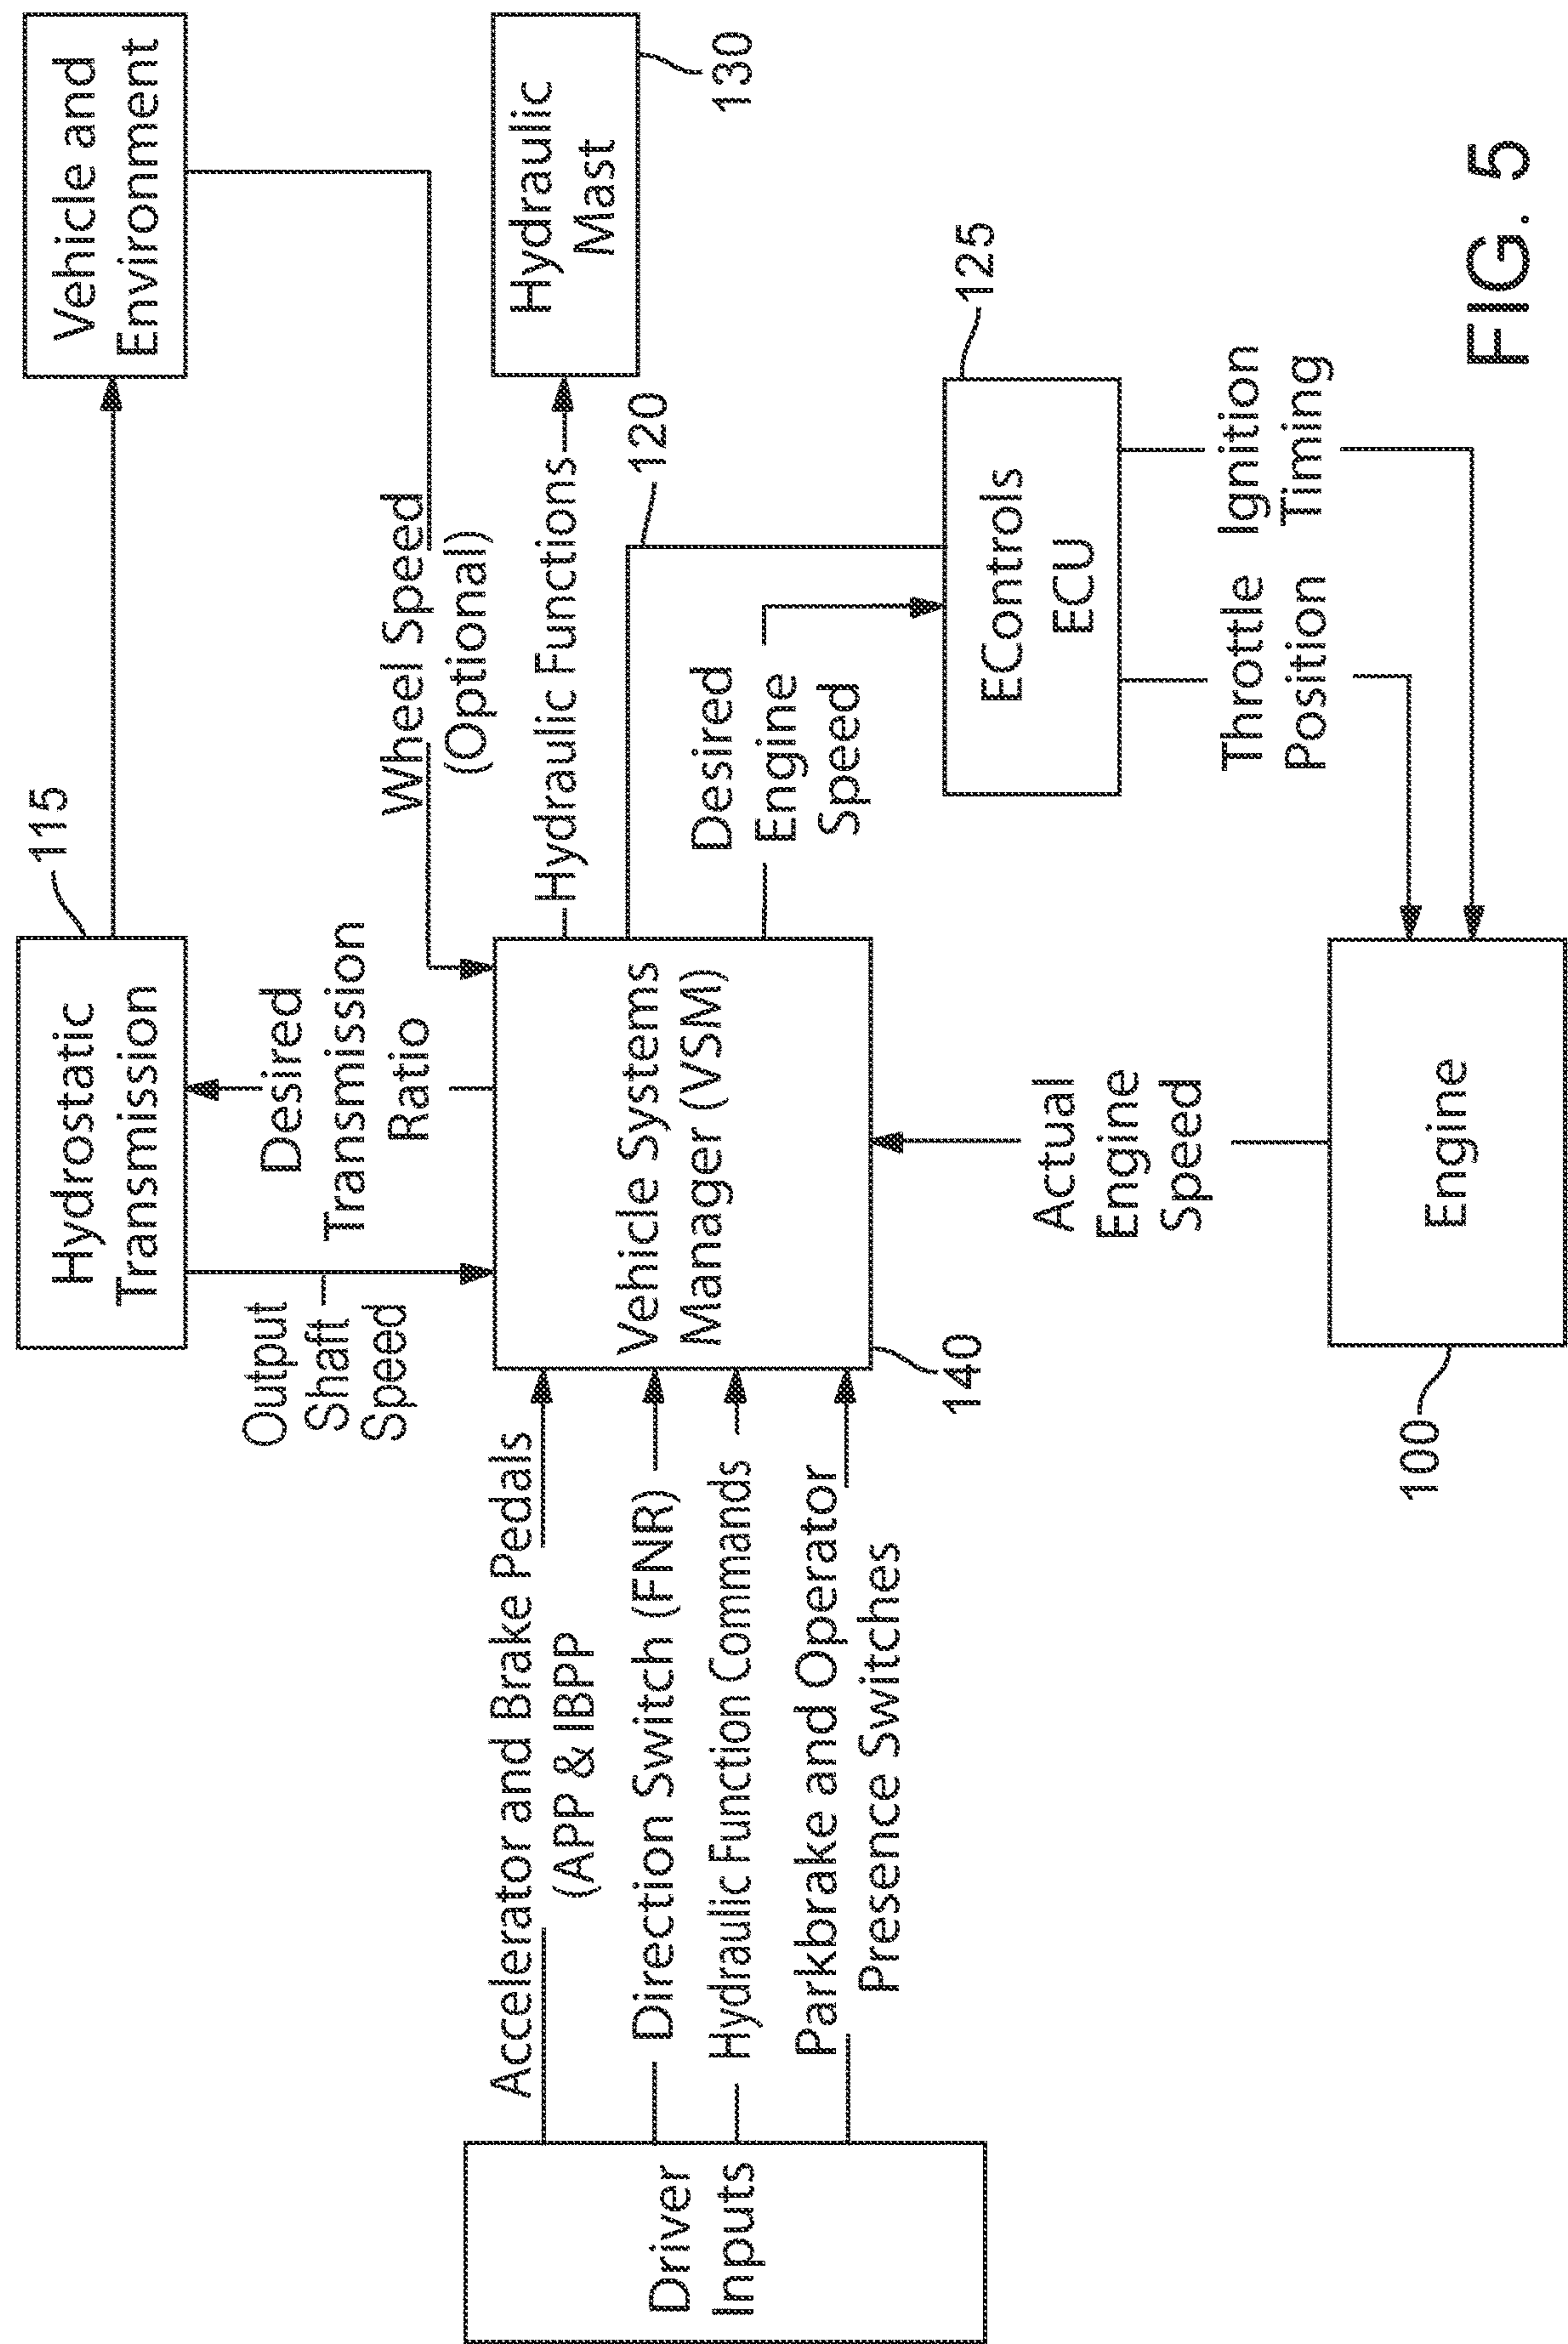 115
Hydrostatic
Transmission
Vehicle and
Environment
Output
Shaft
Speed
Desired
Transmission
Ratio
Wheel Speed
(Optional)
Accelerator and Brake Pedals
(APP & IBPP
Direction Switch (FNR)
Hydraulic Function Commands
Parkbrake and Operator
Presence Switches
Driver
Inputs
Vehicle Systems
Manager (VSM)
140
Hydraulic Functions
Hydraulic
Mast
130
120
Desired
Engine
Speed
125
EControls
ECU
Actual
Engine
Speed
Throttle
Position
Ignition
Timing
Engine
100
FIG. 5